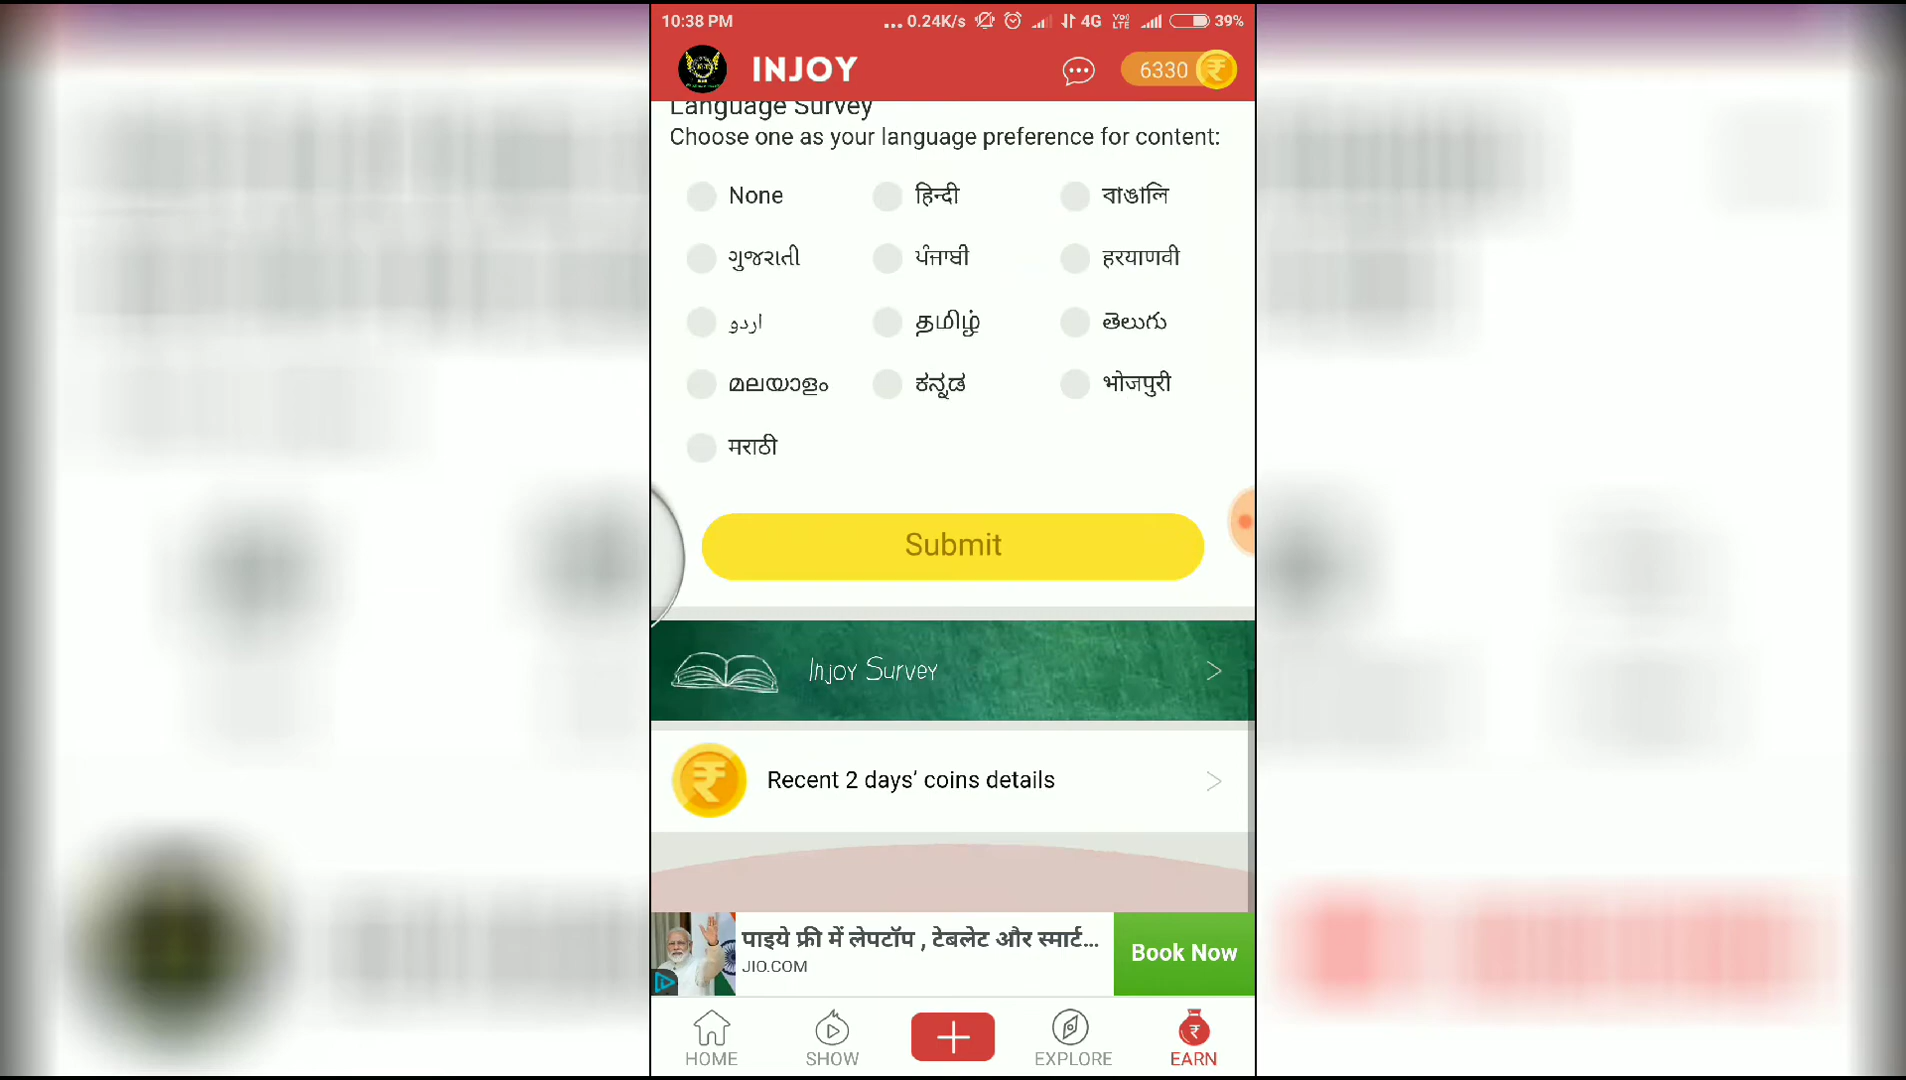 10:38 PM ... 0.24K/s 4G Vo) LTE 39%
INJOY 6330
Language Survey
Choose one as your language preference for content:
None हिन्दी বাঙালি
ગુજરાતી ਪੰਜਾਬੀ हरयाणवी
اردو தமிழ் తెలుగు
മലയാളം ಕನ್ನಡ भोजपुरी
मराठी
Submit
Injoy Survey
Recent 2 days’ coins details
पाइये फ्री में लेपटॉप , टेबलेट और स्मार्ट...
JIO.COM
Book Now
HOME SHOW EXPLORE EARN